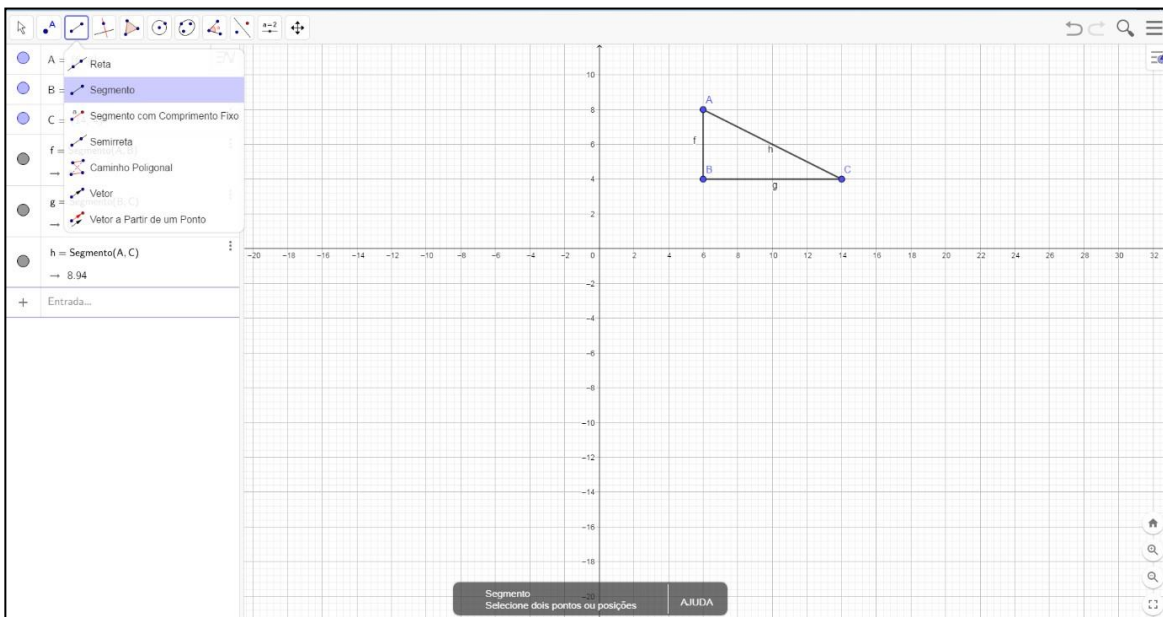 a=2
A =
B =
C =
f =
→
g =
→
h = Segmento(A, C)
→ 8.94
+ Entrada...
Reta
Segmento
Segmento com Comprimento Fixo
Semirreta
Caminho Poligonal
Vetor
Vetor a Partir de um Ponto
10
8
6
4
2
0
−2
−4
−6
−8
−10
−12
−14
−16
−18
−20
−20 −18 −16 −14 −12 −10 −8 −6 −4 −2 0 2 4 6 8 10 12 14 16 18 20 22 24 26 28 30 32
A
f
h
B
C
g
Segmento
Selecione dois pontos ou posições
AJUDA